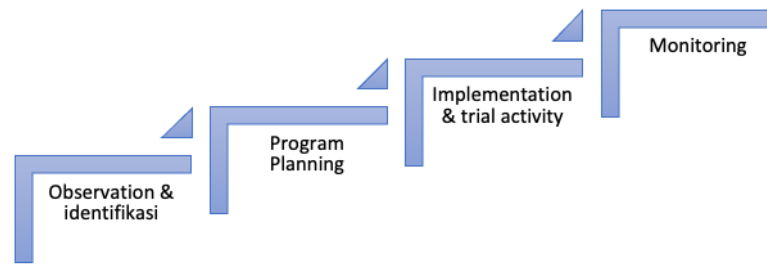 Observation &
identifikasi
Program
Planning
Implementation
& trial activity
Monitoring